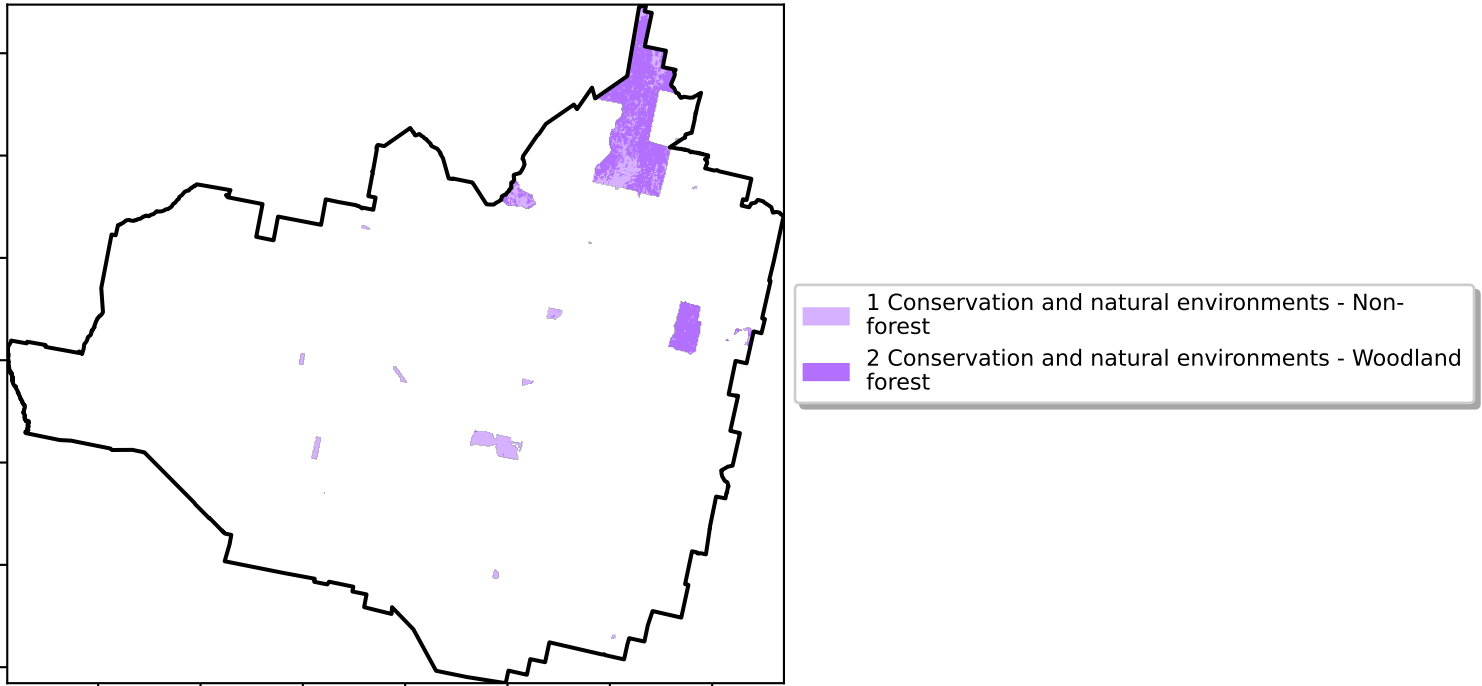 1 Conservation and natural environments - Non-
forest
2 Conservation and natural environments - Woodland
forest